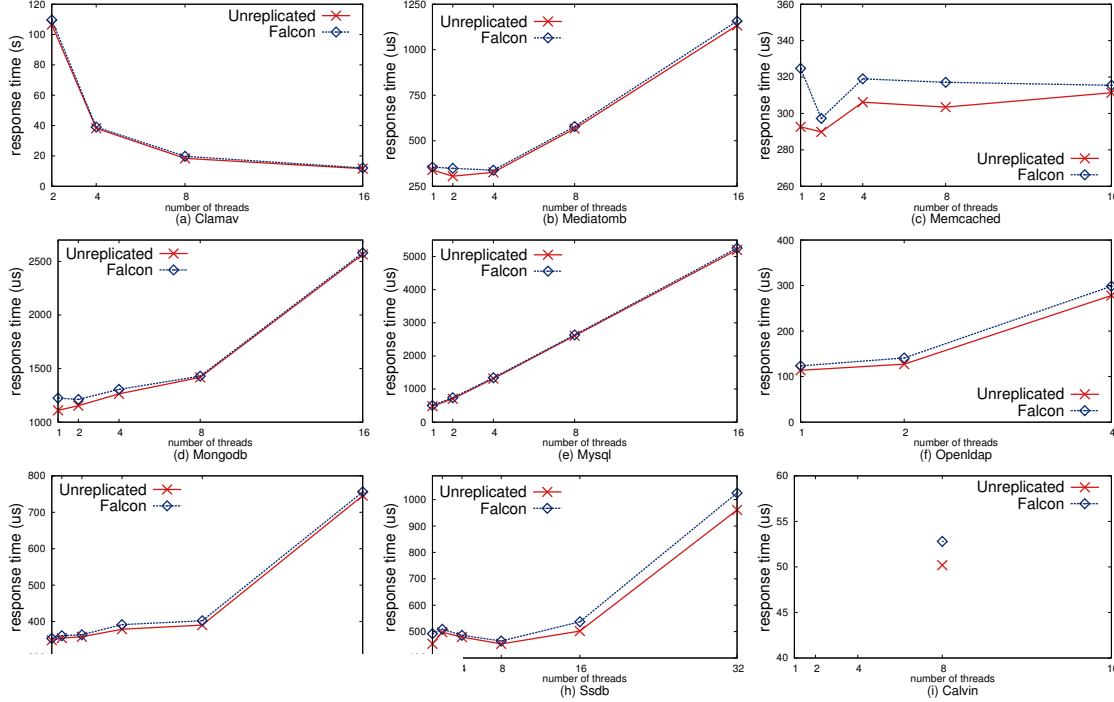 Unreplicated
Falcon
response time (s)
120
100
80
60
40
20
0
2 4 8 16
number of threads
(a) Clamav
Unreplicated
Falcon
response time (us)
1250
1000
750
500
250
1 2 4 8 16
number of threads
(b) Mediatomb
response time (us)
360
340
320
300
280
260
Unreplicated
Falcon
1 2 4 8 16
number of threads
(c) Memcached
Unreplicated
Falcon
response time (us)
2500
2000
1500
1000
1 2 4 8 16
number of threads
(d) Mongodb
Unreplicated
Falcon
response time (us)
5000
4000
3000
2000
1000
0
1 2 4 8 16
number of threads
(e) Mysql
response time (us)
400
300
200
100
0
Unreplicated
Falcon
1 2 4
number of threads
(f) Openldap
Unreplicated
Falcon
response time (us)
800
700
600
500
400
Unreplicated
Falcon
response time (us)
1000
900
800
700
600
500
8 16 32
number of threads
(h) Ssdb
Unreplicated
Falcon
response time (us)
60
55
50
45
40
1 2 4 8 16
number of threads
(i) Calvin